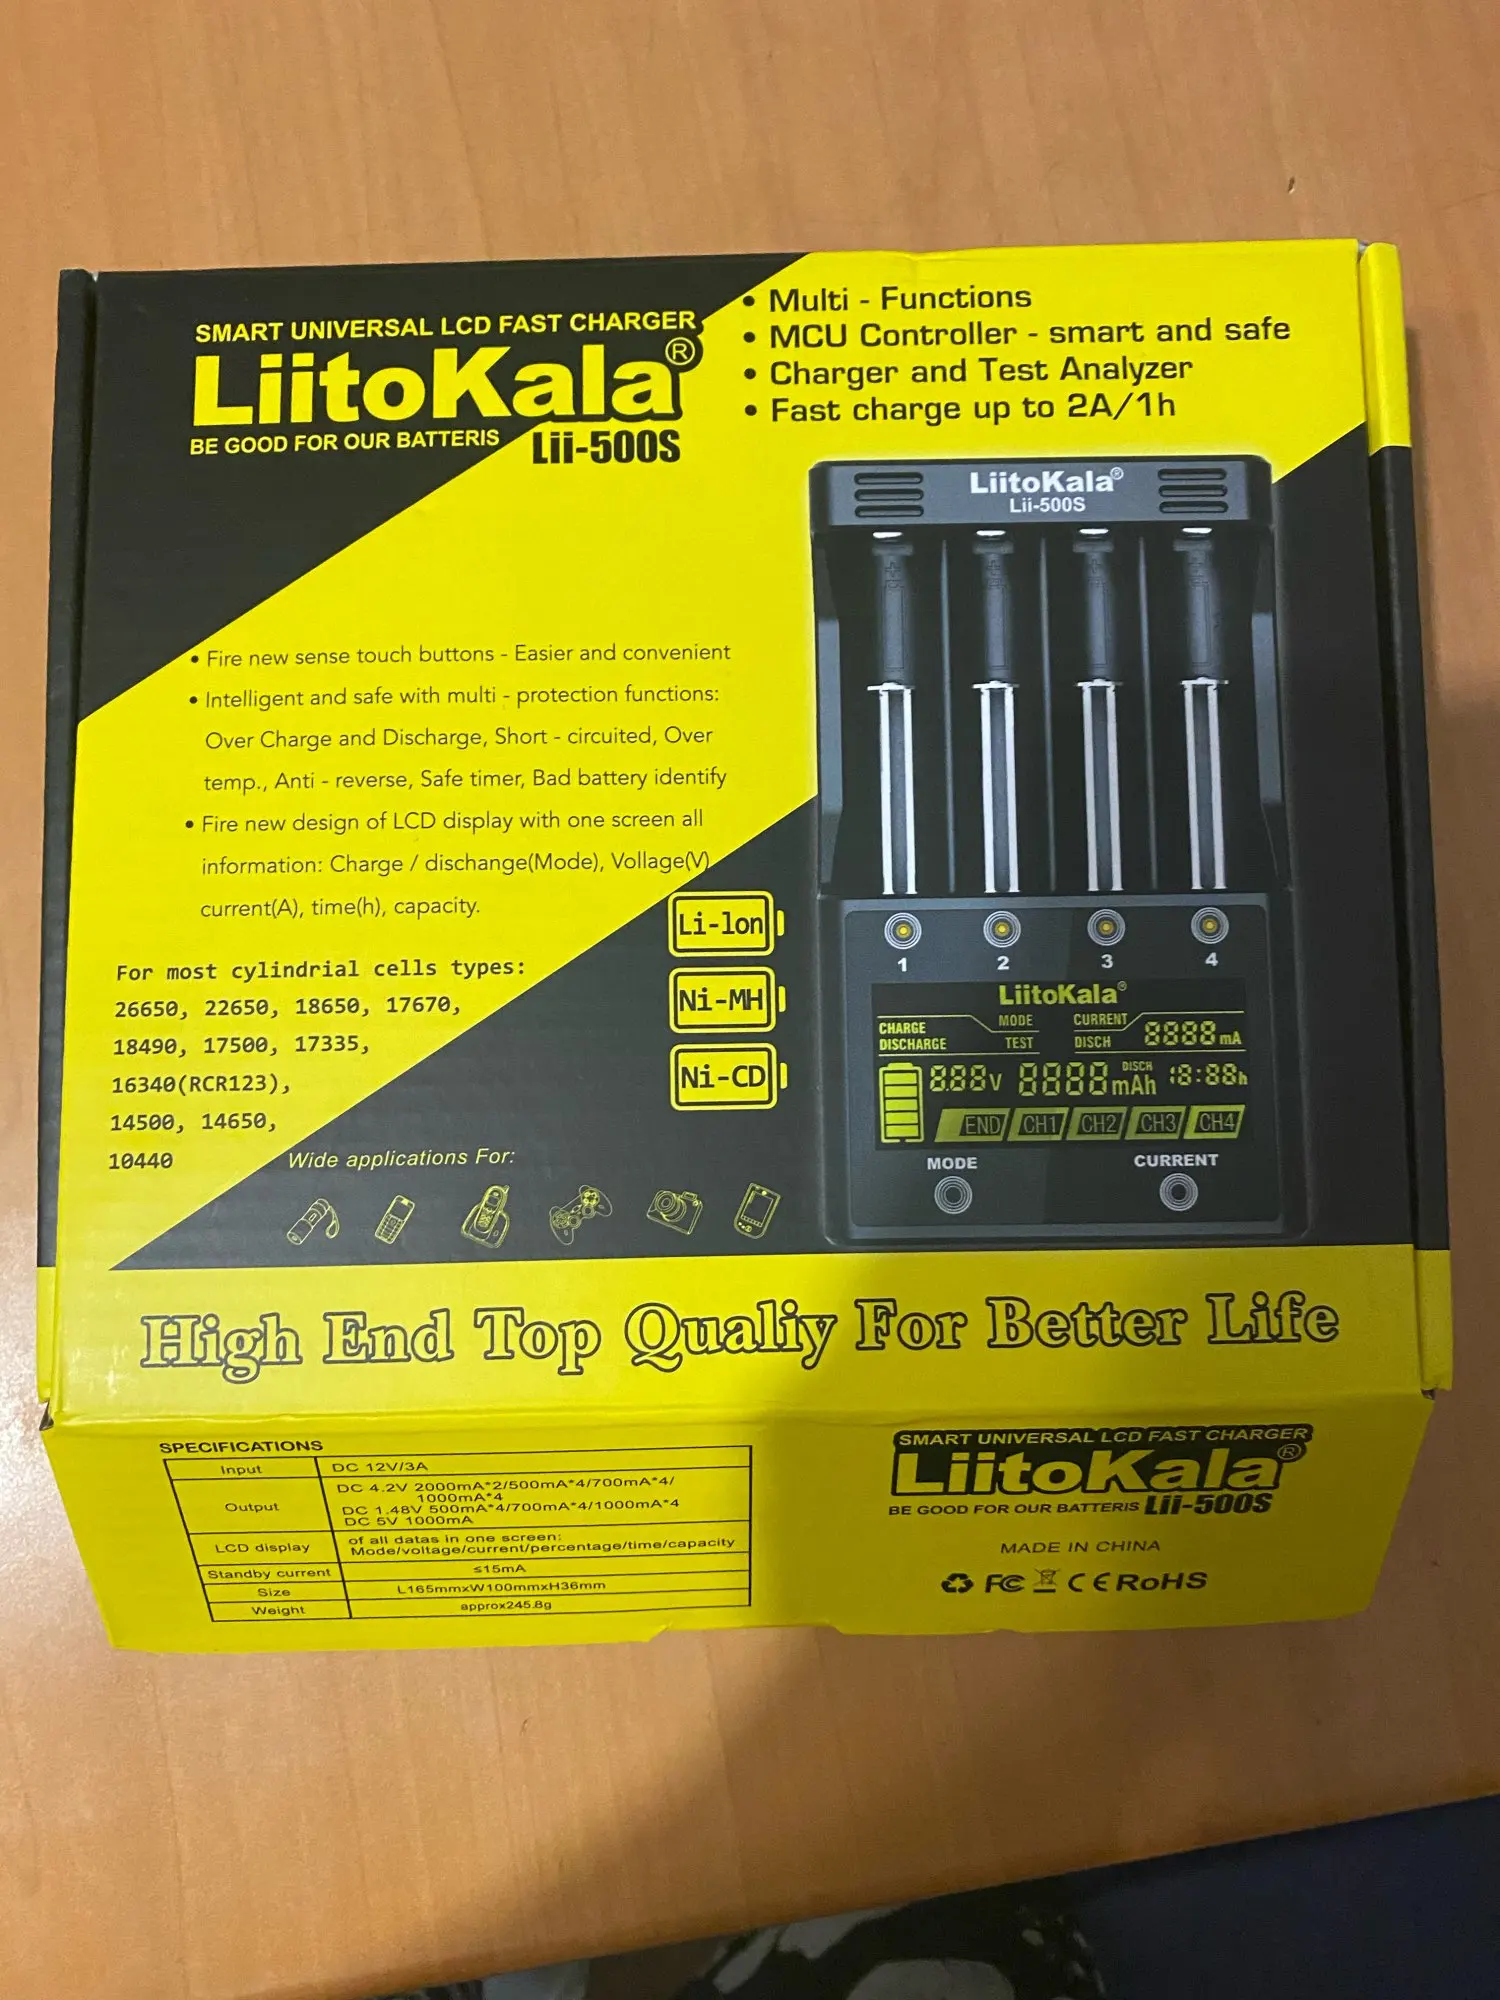 SMART UNIVERSAL LCD FAST CHARGER
LiitoKala®
BE GOOD FOR OUR BATTERIS Lii-500S
• Multi - Functions
• MCU Controller - smart and safe
• Charger and Test Analyzer
• Fast charge up to 2A/1h
LiitoKala®
Lii-500S
• Fire new sense touch buttons - Easier and convenient
• Intelligent and safe with multi - protection functions:
Over Charge and Discharge, Short - circuited, Over
temp., Anti - reverse, Safe timer, Bad battery identify
• Fire new design of LCD display with one screen all
information: Charge / dischange(Mode), Vollage(V)
current(A), time(h), capacity.
Li-lon
Ni-MH
Ni-CD
For most cylindrial cells types:
26650, 22650, 18650, 17670,
18490, 17500, 17335,
16340(RCR123),
14500, 14650,
10440
Wide applications For:
1 2 3 4
LiitoKala®
CHARGE MODE CURRENT
DISCHARGE TEST DISCH 8888mA
8.88V 8888mAh DISCH 18:88h
END CH1 CH2 CH3 CH4
MODE CURRENT
High End Top Qualiy For Better Life
SPECIFICATIONS
Input DC 12V/3A
Output DC 4.2V 2000mA*2/500mA*4/700mA*4/
1000mA*4
DC 1.48V 500mA*4/700mA*4/1000mA*4
DC 5V 1000mA
LCD display of all datas in one screen:
Mode/voltage/current/percentage/time/capacity
Standby current ≤15mA
Size L165mmxW100mmxH36mm
Weight approx245.8g
SMART UNIVERSAL LCD FAST CHARGER
LiitoKala®
BE GOOD FOR OUR BATTERIS Lii-500S
MADE IN CHINA
FC CE RoHS